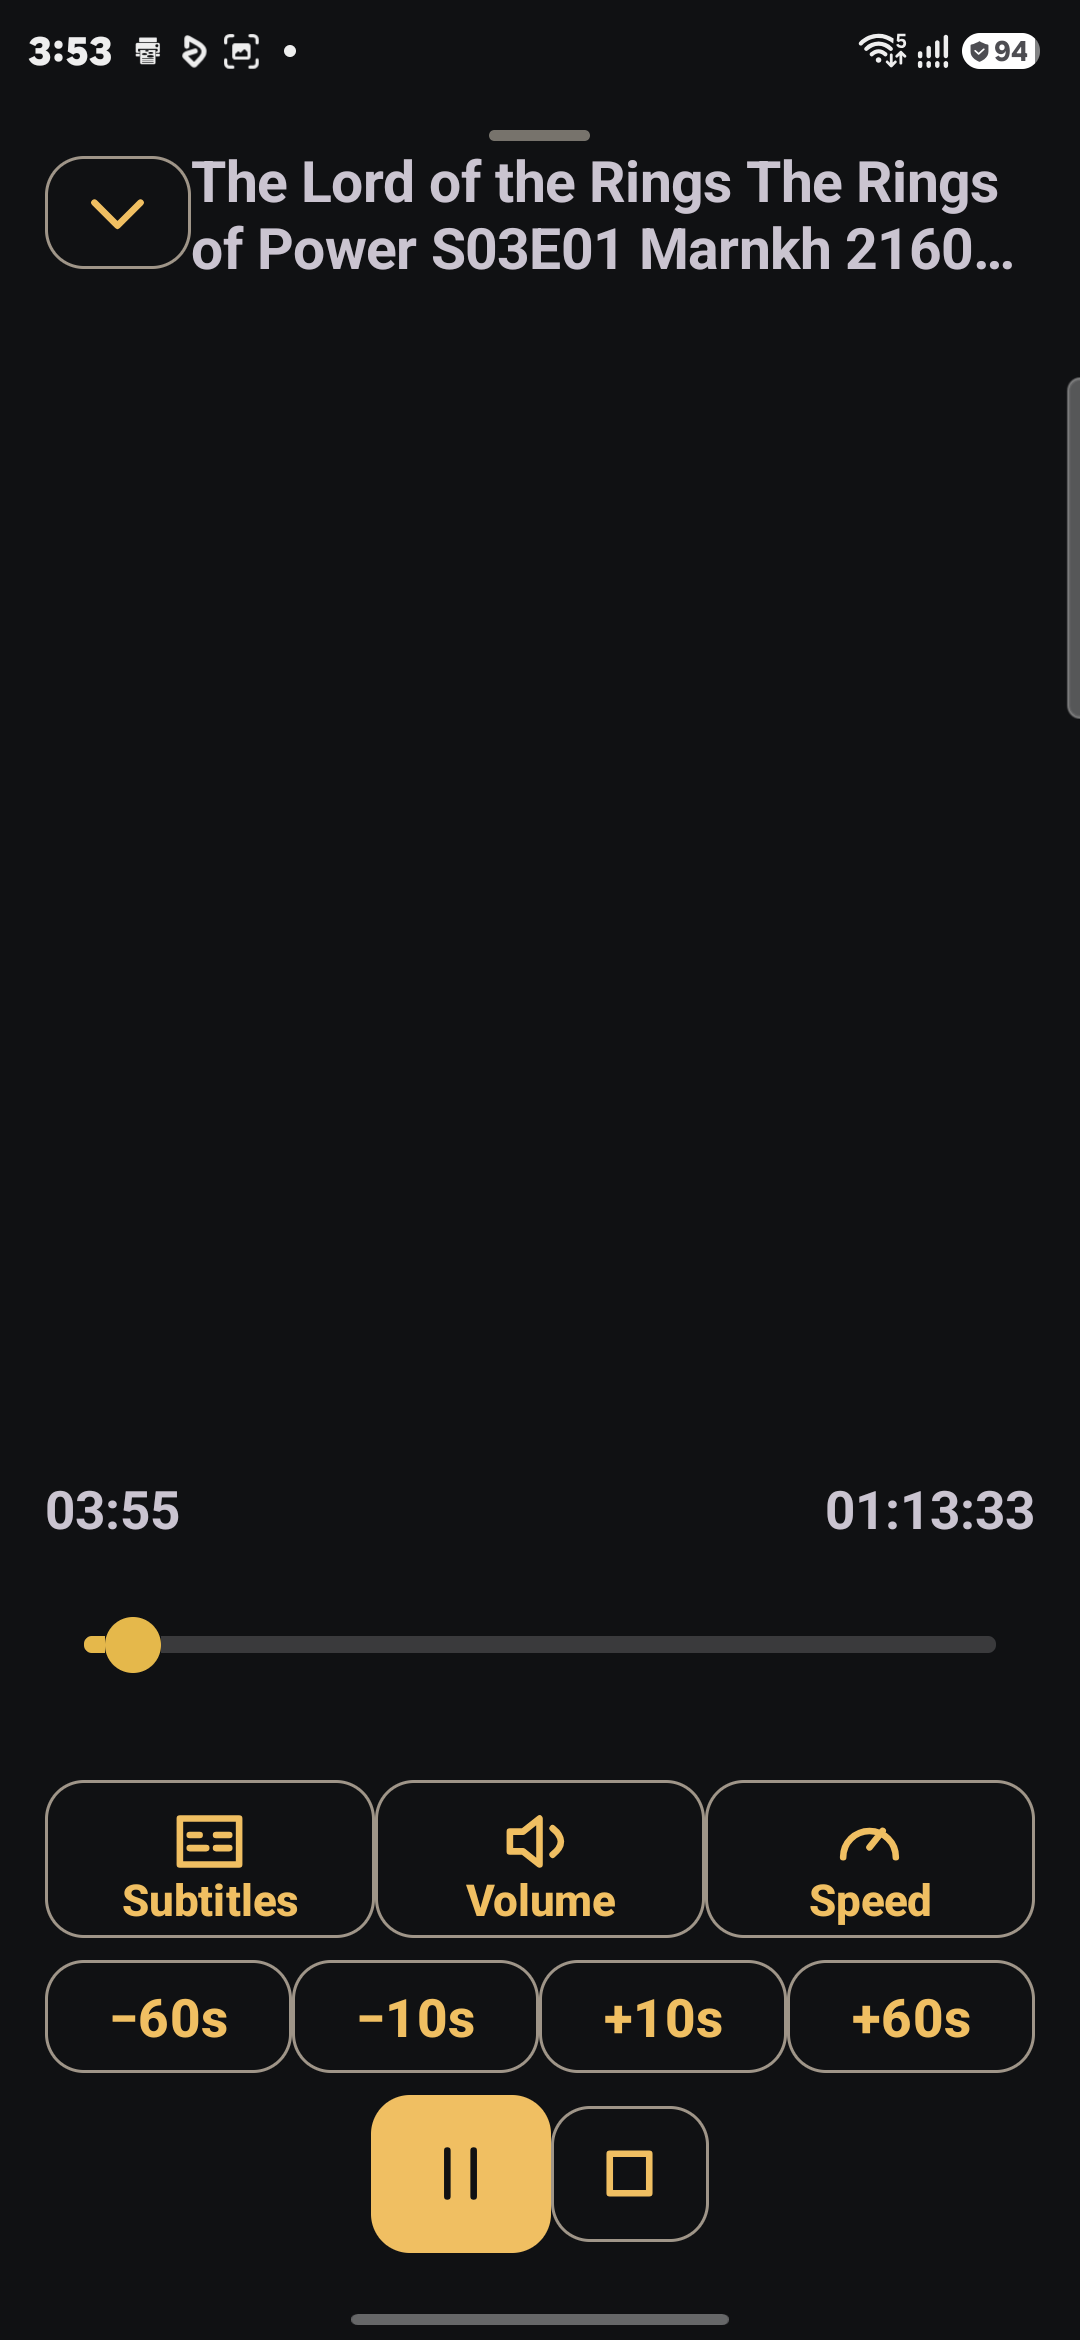 3:53
5
94
The Lord of the Rings The Rings
of Power S03E01 Marnkh 2160...
03:55
01:13:33
Subtitles
Volume
Speed
−60s
−10s
+10s
+60s